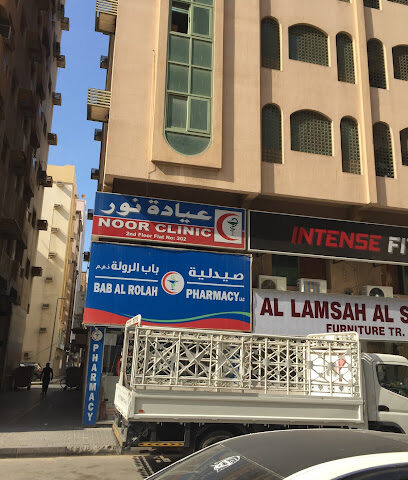 عيادة نور
NOOR CLINIC
2nd Floor Flat No: 202
INTENSE FI
صيدلية
باب الرولة ذ.م.م
BAB AL ROLAH
PHARMACY LLC
AL LAMSAH AL S
FURNITURE TR.
PHARMACY